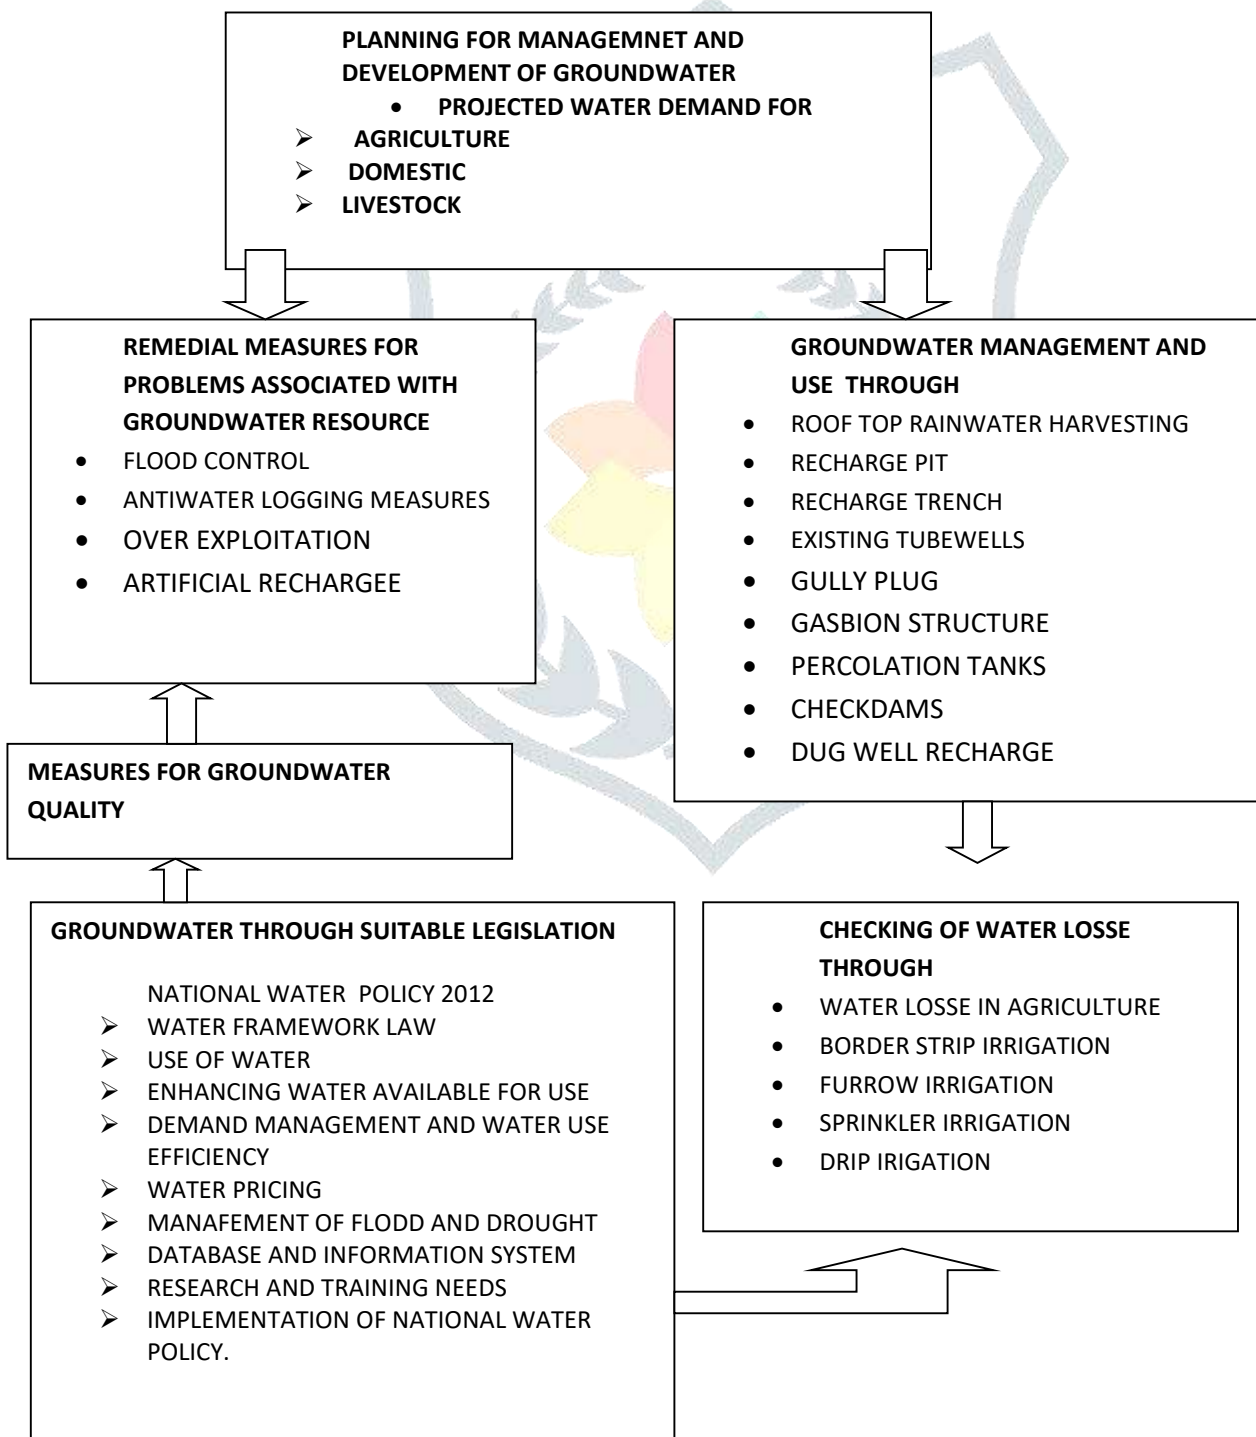 PLANNING FOR MANAGEMNET AND
DEVELOPMENT OF GROUNDWATER
• PROJECTED WATER DEMAND FOR
➢ AGRICULTURE
➢ DOMESTIC
➢ LIVESTOCK
REMEDIAL MEASURES FOR
PROBLEMS ASSOCIATED WITH
GROUNDWATER RESOURCE
• FLOOD CONTROL
• ANTIWATER LOGGING MEASURES
• OVER EXPLOITATION
• ARTIFICIAL RECHARGEE
GROUNDWATER MANAGEMENT AND
USE THROUGH
• ROOF TOP RAINWATER HARVESTING
• RECHARGE PIT
• RECHARGE TRENCH
• EXISTING TUBEWELLS
• GULLY PLUG
• GASBION STRUCTURE
• PERCOLATION TANKS
• CHECKDAMS
• DUG WELL RECHARGE
MEASURES FOR GROUNDWATER
QUALITY
GROUNDWATER THROUGH SUITABLE LEGISLATION
NATIONAL WATER POLICY 2012
➢ WATER FRAMEWORK LAW
➢ USE OF WATER
➢ ENHANCING WATER AVAILABLE FOR USE
➢ DEMAND MANAGEMENT AND WATER USE
EFFICIENCY
➢ WATER PRICING
➢ MANAFEMENT OF FLODD AND DROUGHT
➢ DATABASE AND INFORMATION SYSTEM
➢ RESEARCH AND TRAINING NEEDS
➢ IMPLEMENTATION OF NATIONAL WATER
POLICY.
CHECKING OF WATER LOSSE
THROUGH
• WATER LOSSE IN AGRICULTURE
• BORDER STRIP IRRIGATION
• FURROW IRRIGATION
• SPRINKLER IRRIGATION
• DRIP IRIGATION